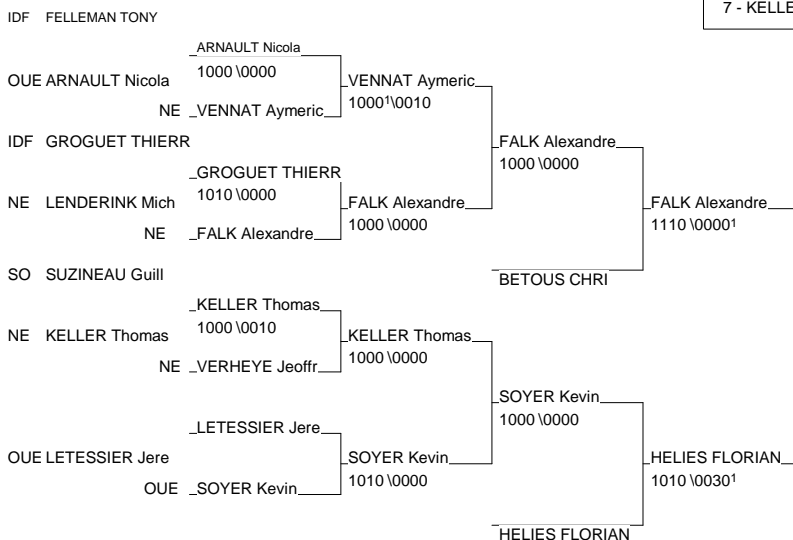 7 - KELLE
IDF FELLEMAN TONY
ARNAULT Nicola
1000 \0000
OUE ARNAULT Nicola
VENNAT Aymeric
1000¹\0010
NE VENNAT Aymeric
IDF GROGUET THIERR
FALK Alexandre
1000 \0000
GROGUET THIERR
1010 \0000
NE LENDERINK Mich
FALK Alexandre
1000 \0000
FALK Alexandre
1110 \0000¹
NE FALK Alexandre
SO SUZINEAU Guill
BETOUS CHRI
KELLER Thomas
1000 \0010
NE KELLER Thomas
KELLER Thomas
1000 \0000
NE VERHEYE Jeoffr
SOYER Kevin
1000 \0000
LETESSIER Jere
OUE LETESSIER Jere
SOYER Kevin
1010 \0000
HELIES FLORIAN
1010 \0030¹
OUE SOYER Kevin
HELIES FLORIAN